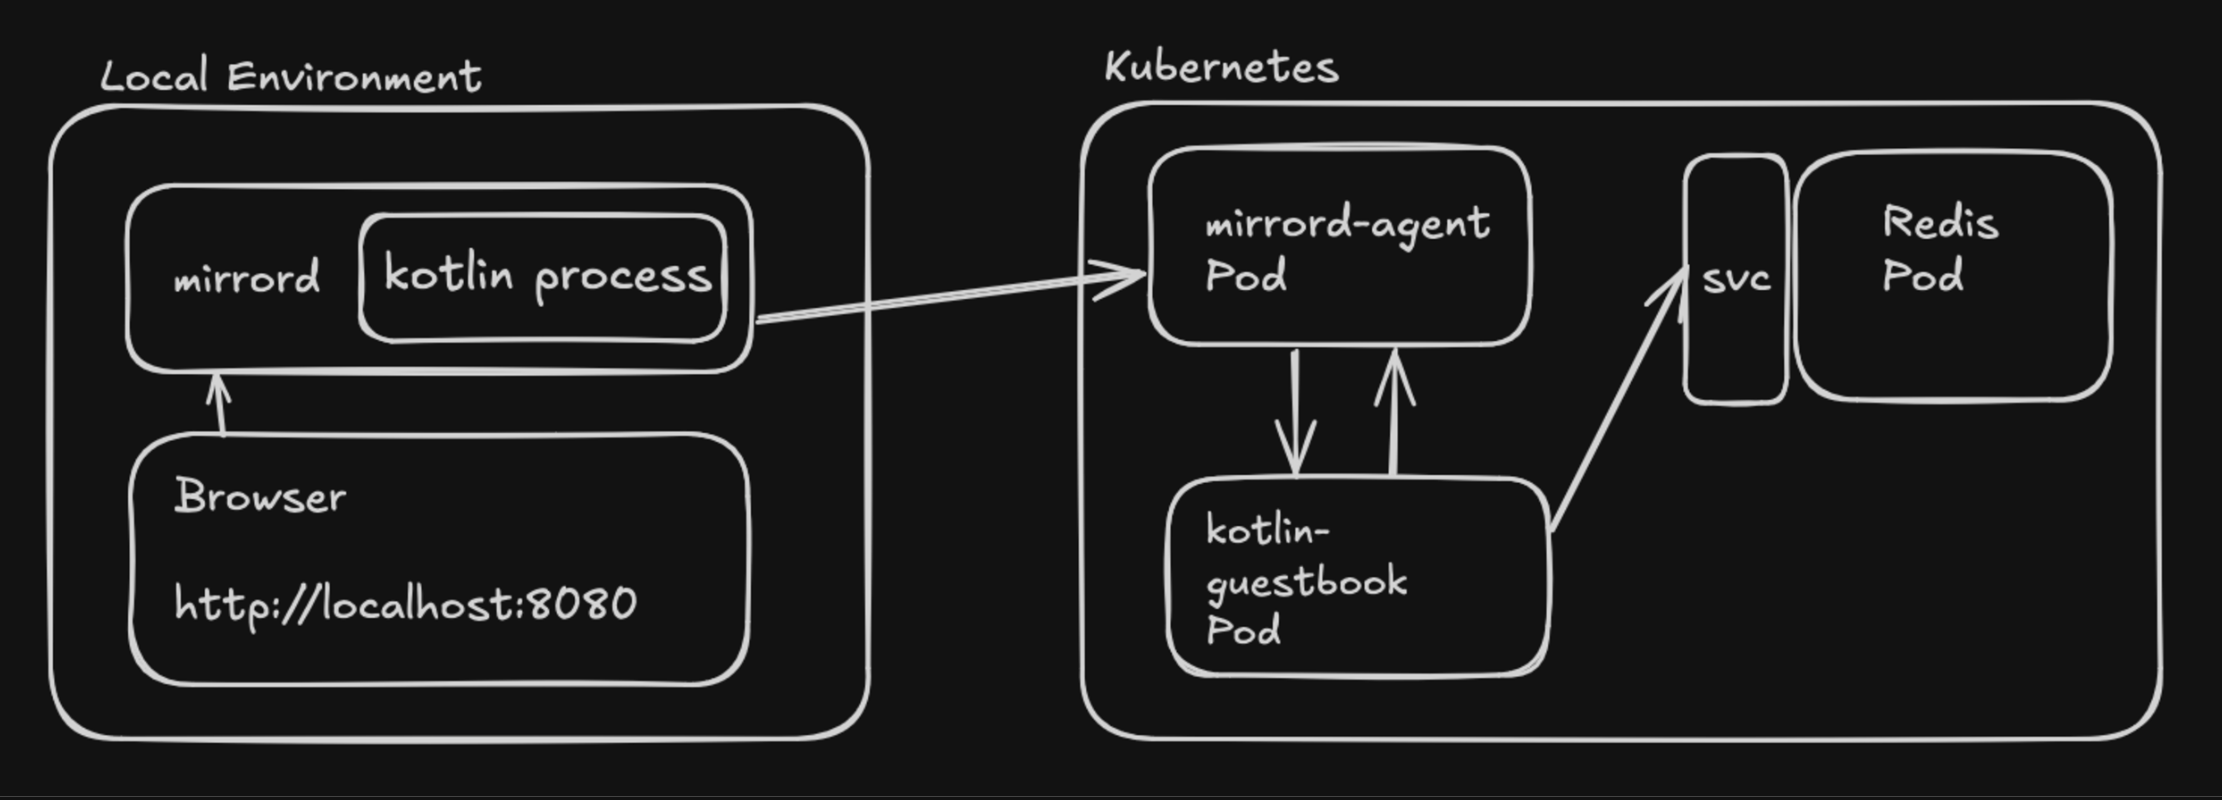 Local Environment
mirrord
kotlin process
Browser
http://localhost:8080
Kubernetes
mirrord-agent
Pod
kotlin-
guestbook
Pod
svc
Redis
Pod